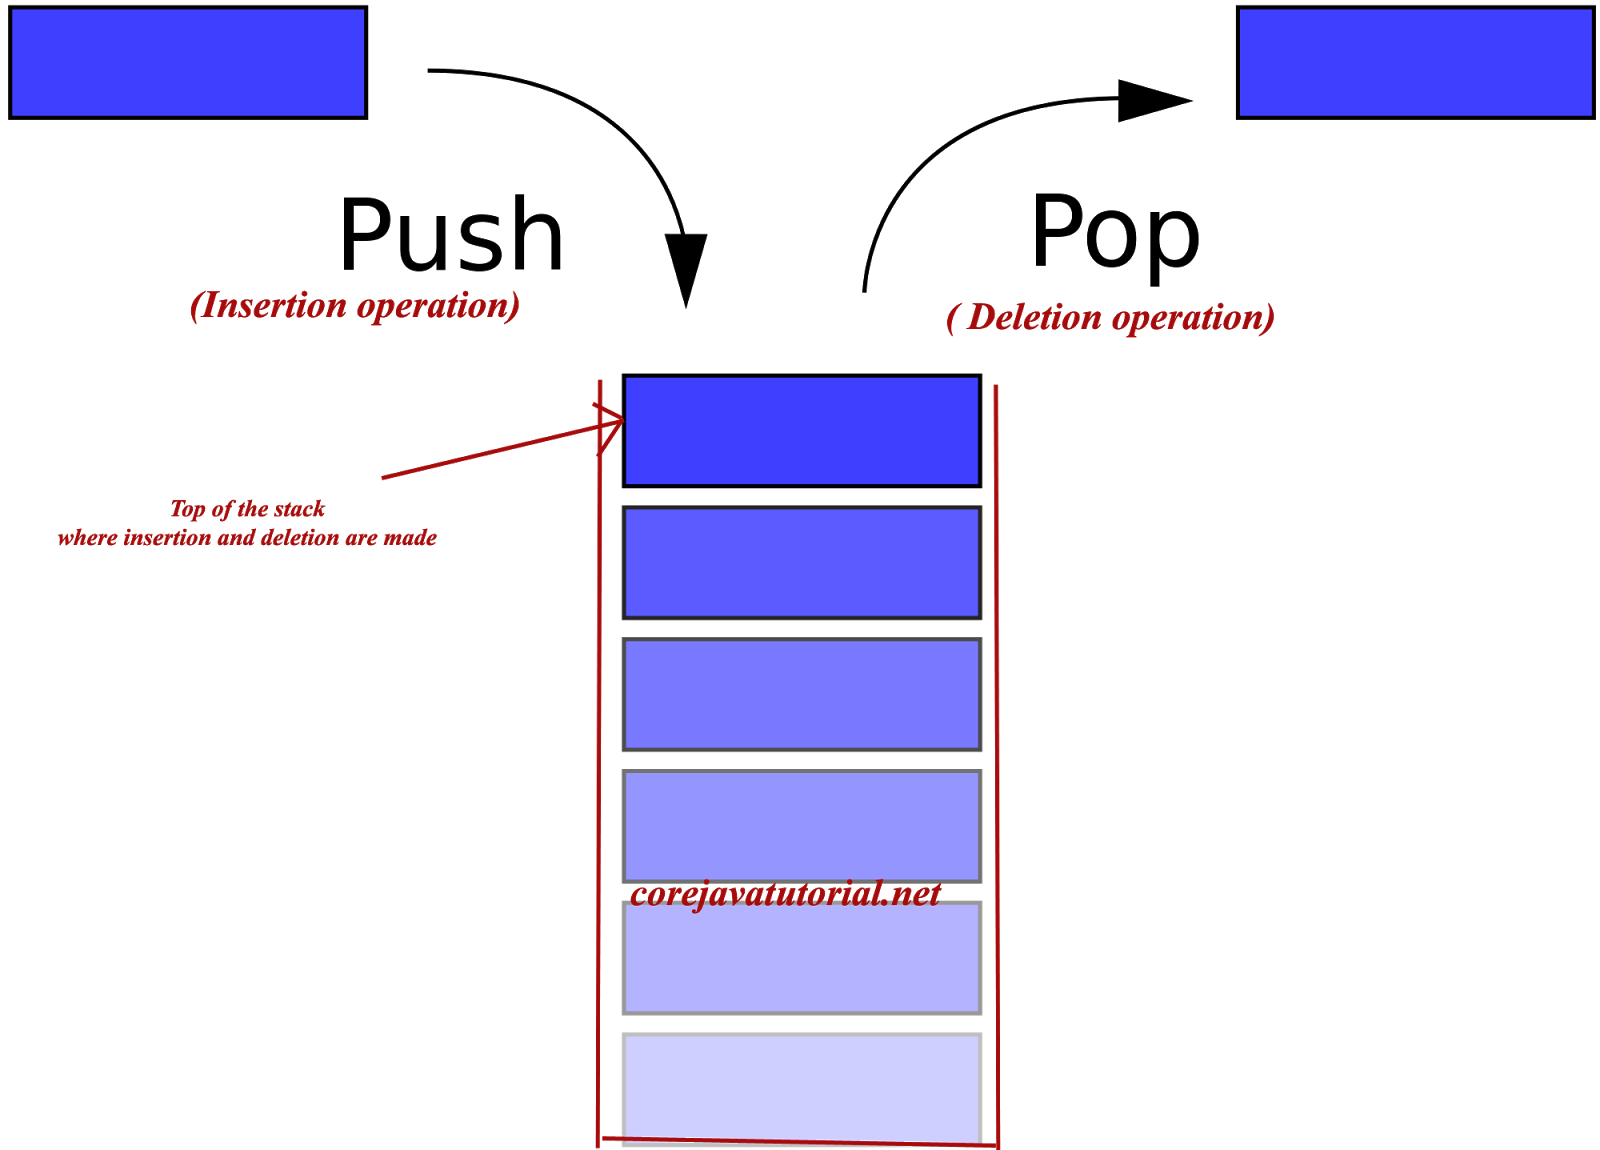 Push
(Insertion operation)
Pop
( Deletion operation)
Top of the stack
where insertion and deletion are made
corejavatutorial.net